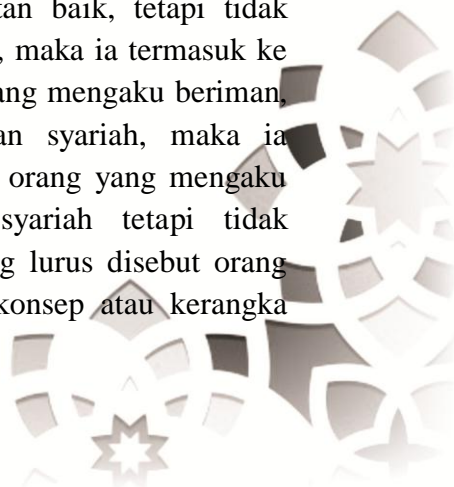 tan baik, tetapi tidak
, maka ia termasuk ke
ang mengaku beriman,
an syariah, maka ia
orang yang mengaku
syariah tetapi tidak
g lurus disebut orang
konsep atau kerangka